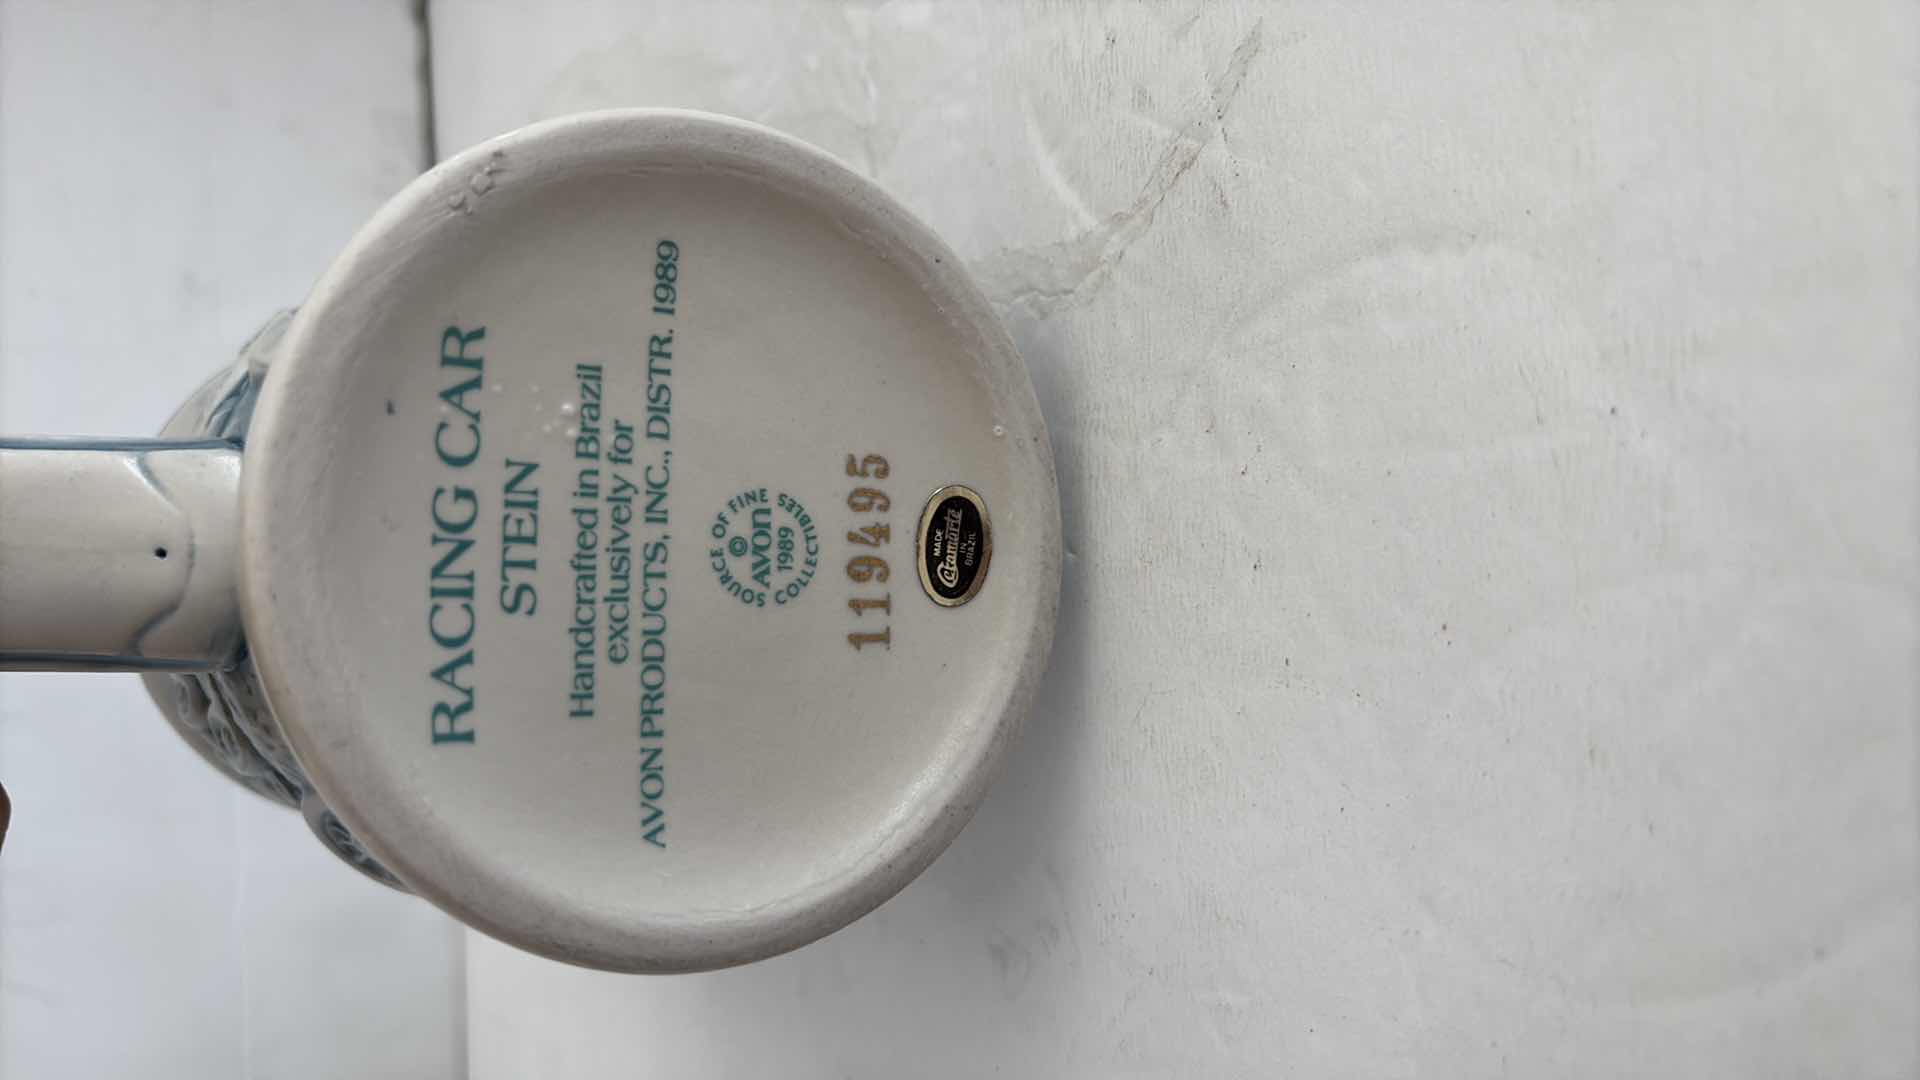 RACING CAR
STEIN
Handcrafted in Brazil
exclusively for
AVON PRODUCTS, INC., DISTR. 1989
SOURCE OF FINE
©
AVON
1989
COLLECTIBLES
119495
MADE
Ceramarte
IN
BRAZIL